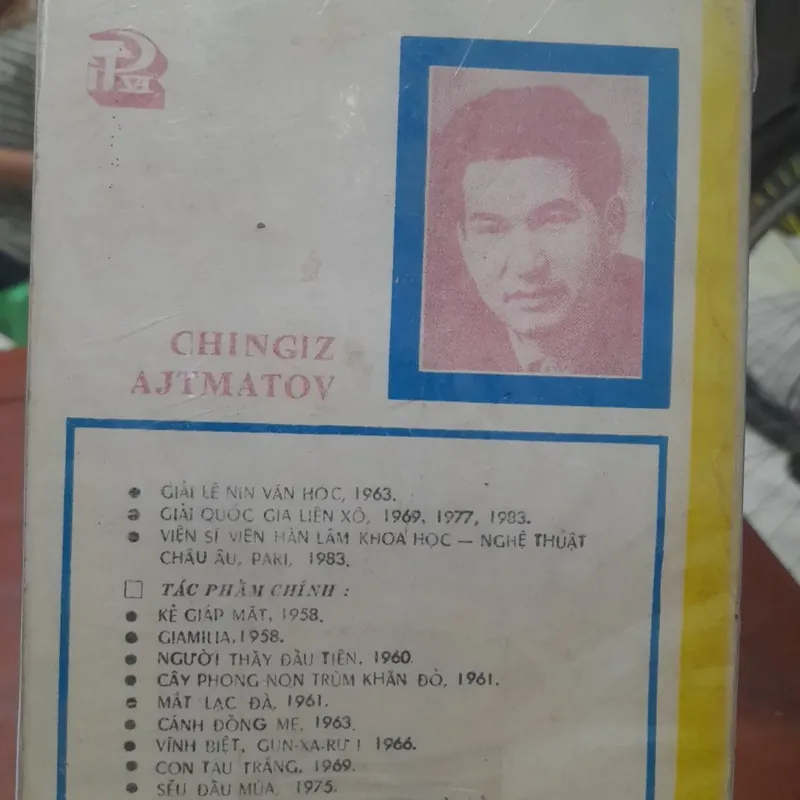 CHINGIZ
AJTMATOV
• GIẢI LÊ NIN VĂN HỌC, 1963.
• GIẢI QUỐC GIA LIÊN XÔ, 1969, 1977, 1983.
• VIỆN SĨ VIỆN HÀN LÂM KHOA HỌC — NGHỆ THUẬT
CHÂU ÂU, PARI, 1983.
□ TÁC PHẨM CHÍNH :
• KẺ GIÁP MẶT, 1958.
• GIAMILIA, 1958.
• NGƯỜI THẦY ĐẦU TIÊN, 1960.
• CÂY PHONG NON TRÙM KHĂN ĐỎ, 1961.
• MẮT LẠC ĐÀ, 1961.
• CÁNH ĐỒNG MẸ, 1963.
• VĨNH BIỆT, GUN-XA-RƯ ! 1966.
• CON TÀU TRẮNG, 1969.
• SẾU ĐẦU MÙA, 1975.